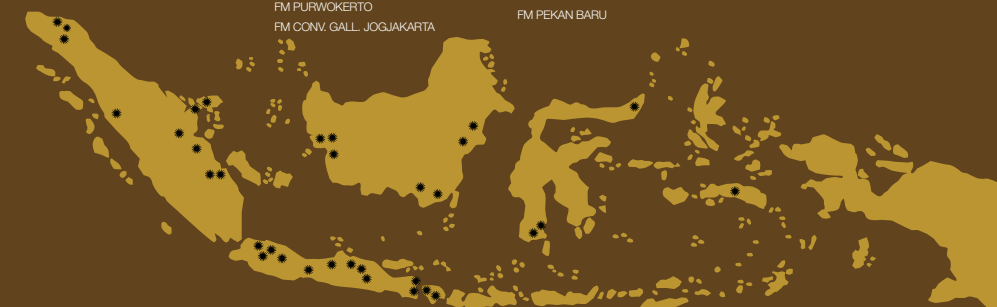 FM PURWOKERTO
FM CONV. GALL. JOGJAKARTA
FM PEKAN BARU